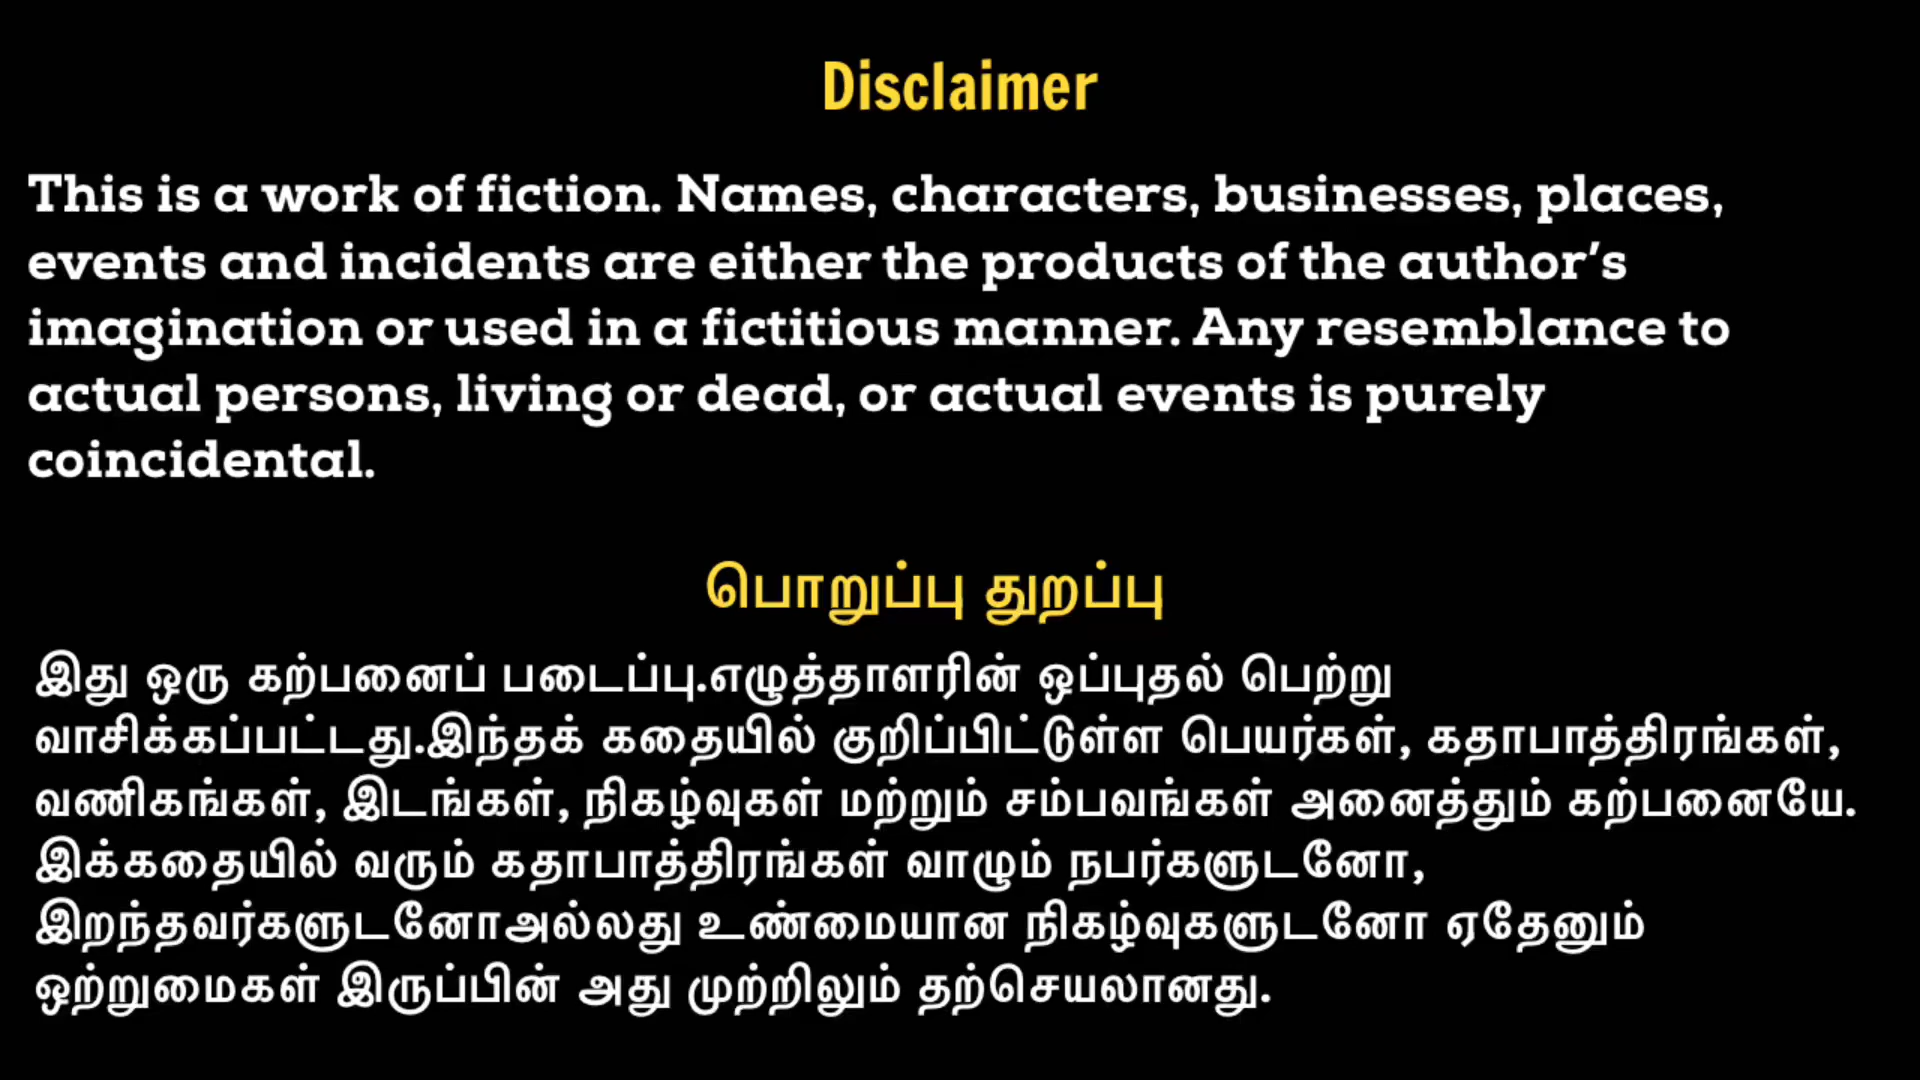 Disclaimer
This is a work of fiction. Names, characters, businesses, places,
events and incidents are either the products of the author’s
imagination or used in a fictitious manner. Any resemblance to
actual persons, living or dead, or actual events is purely
coincidental.
பொறுப்பு துறப்பு
இது ஒரு கற்பனைப் படைப்பு.எழுத்தாளரின் ஒப்புதல் பெற்று
வாசிக்கப்பட்டது.இந்தக் கதையில் குறிப்பிட்டுள்ள பெயர்கள், கதாபாத்திரங்கள்,
வணிகங்கள், இடங்கள், நிகழ்வுகள் மற்றும் சம்பவங்கள் அனைத்தும் கற்பனையே.
இக்கதையில் வரும் கதாபாத்திரங்கள் வாழும் நபர்களுடனோ,
இறந்தவர்களுடனோஅல்லது உண்மையான நிகழ்வுகளுடனோ ஏதேனும்
ஒற்றுமைகள் இருப்பின் அது முற்றிலும் தற்செயலானது.